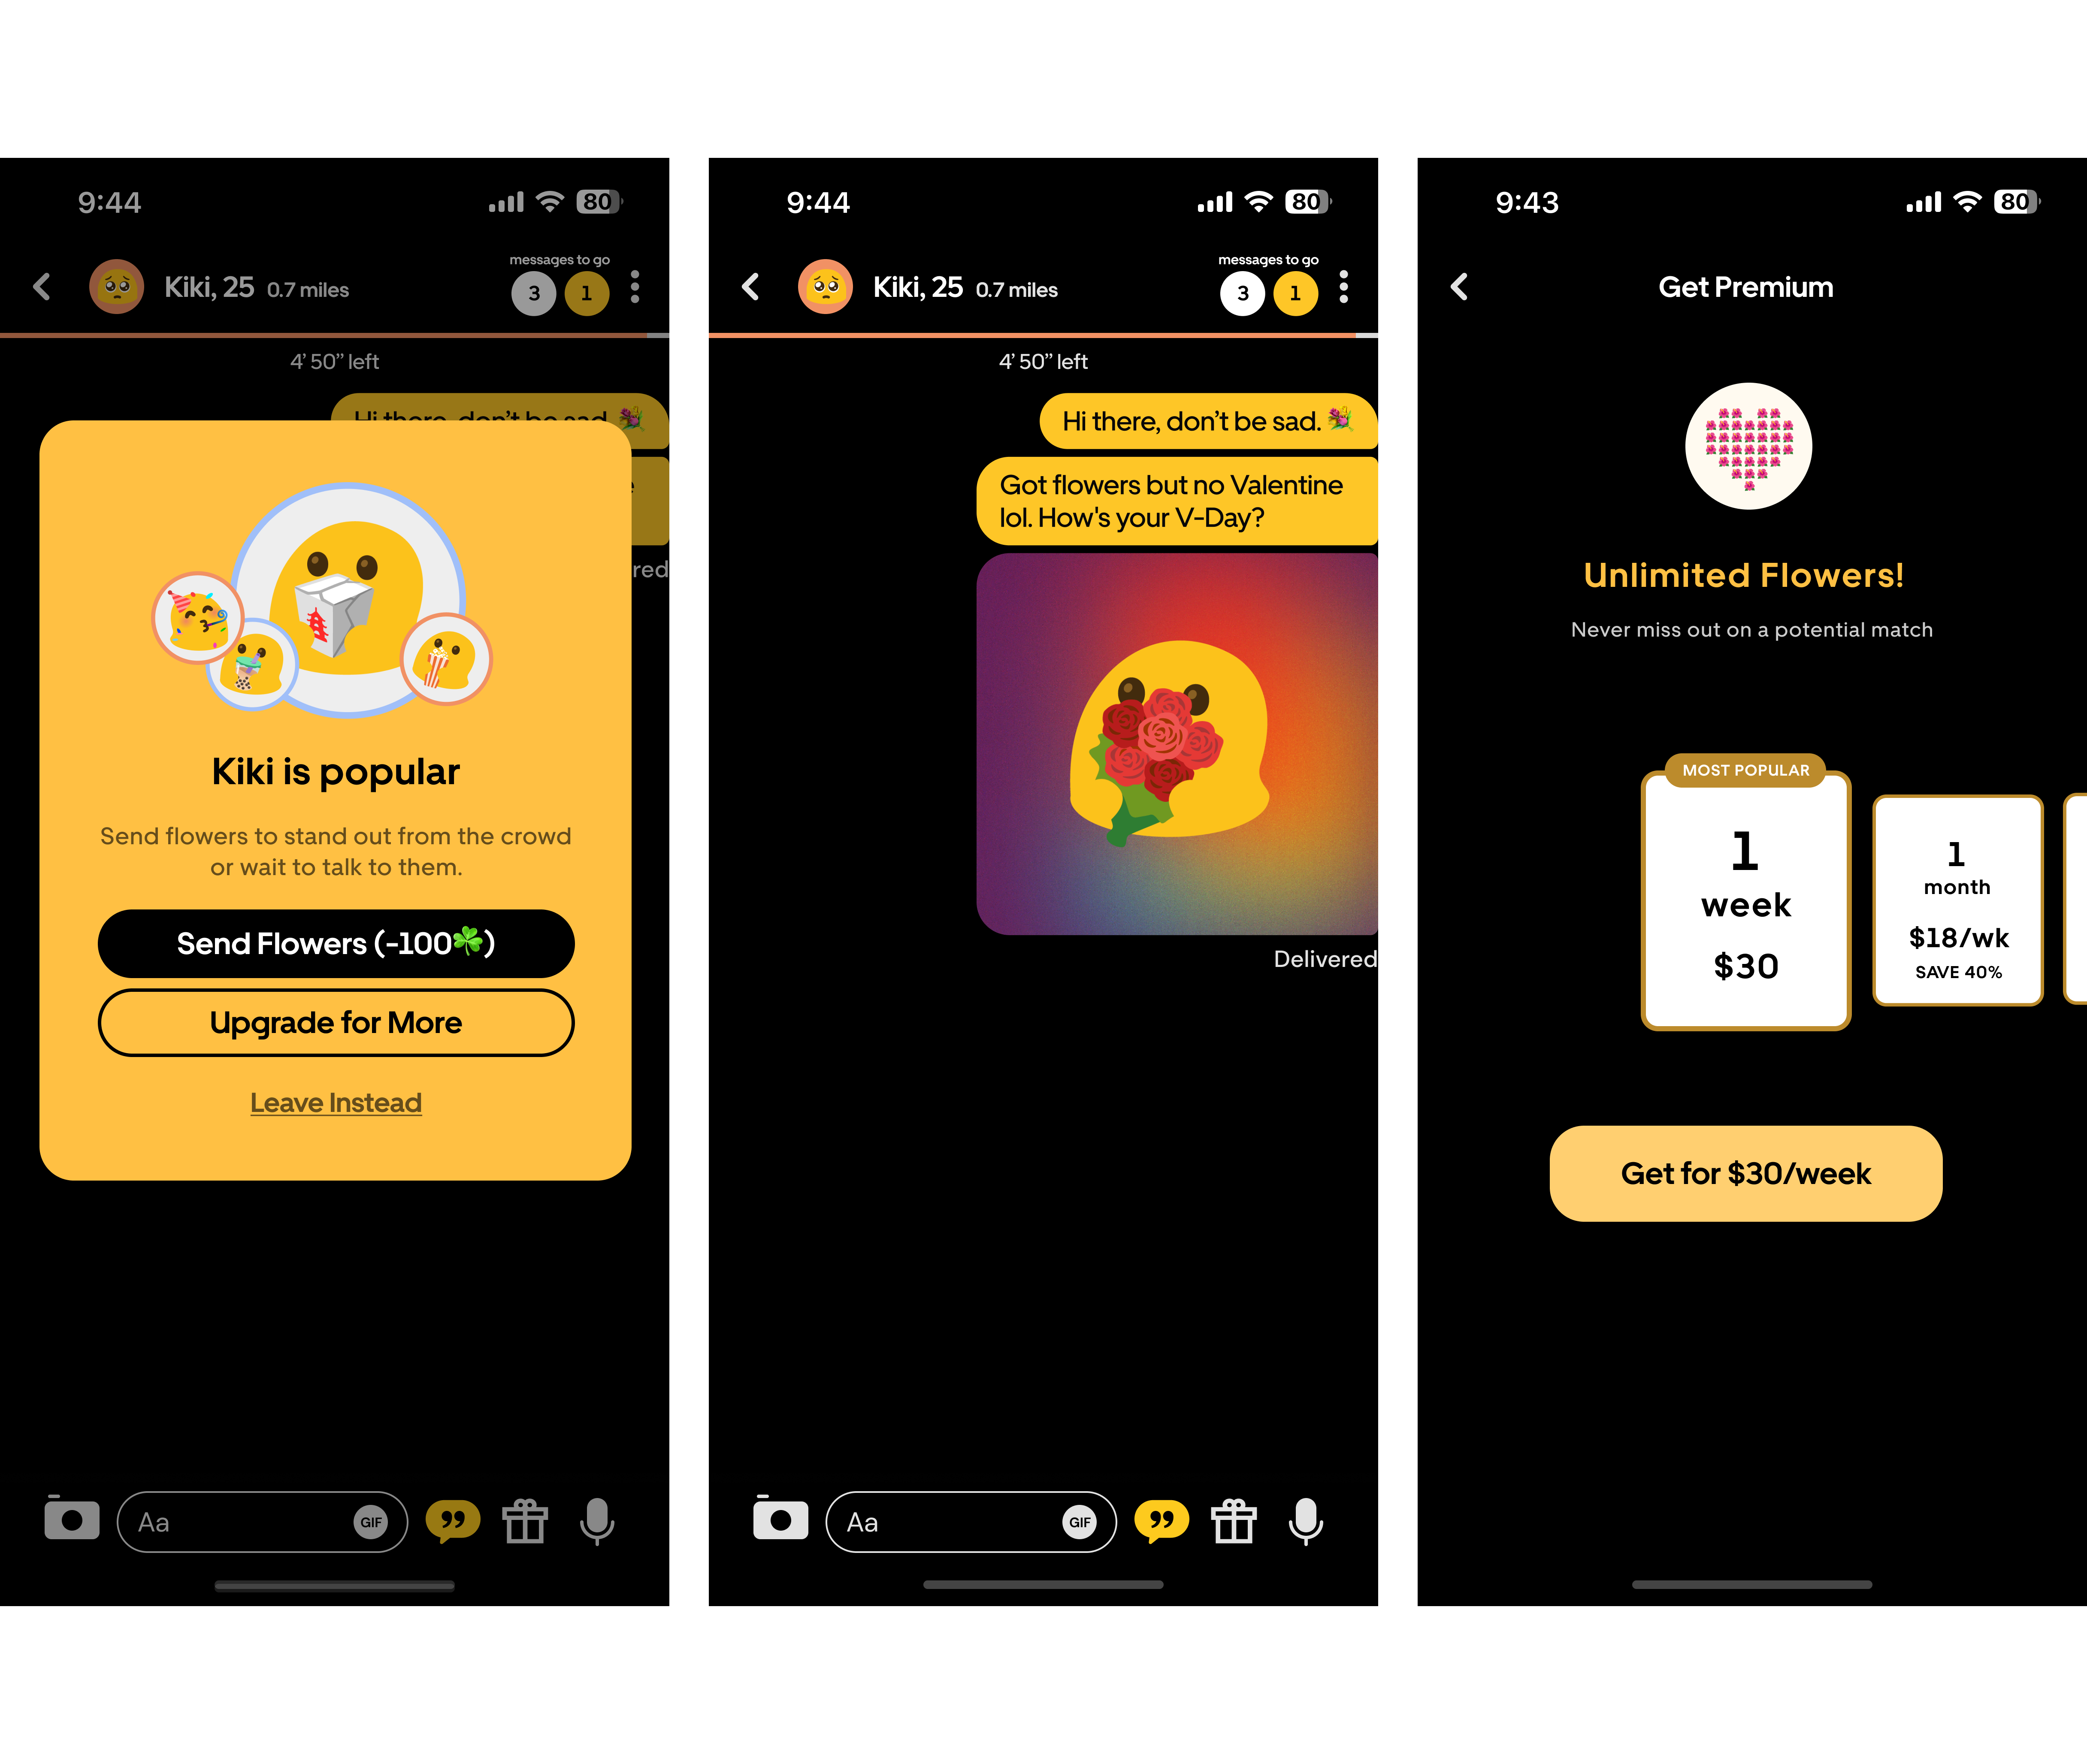 9:44
80
messages to go
Kiki, 25 0.7 miles
3 1
4’ 50” left
Hi there, don’t be sad. 💐
red
Kiki is popular
Send flowers to stand out from the crowd
or wait to talk to them.
Send Flowers (-100☘️)
Upgrade for More
Leave Instead
Aa
GIF
9:44
80
messages to go
Kiki, 25 0.7 miles
3 1
4’ 50” left
Hi there, don’t be sad. 💐
Got flowers but no Valentine
lol. How's your V-Day?
Delivered
Aa
GIF
9:43
80
Get Premium
Unlimited Flowers!
Never miss out on a potential match
MOST POPULAR
1
week
$30
1
month
$18/wk
SAVE 40%
Get for $30/week